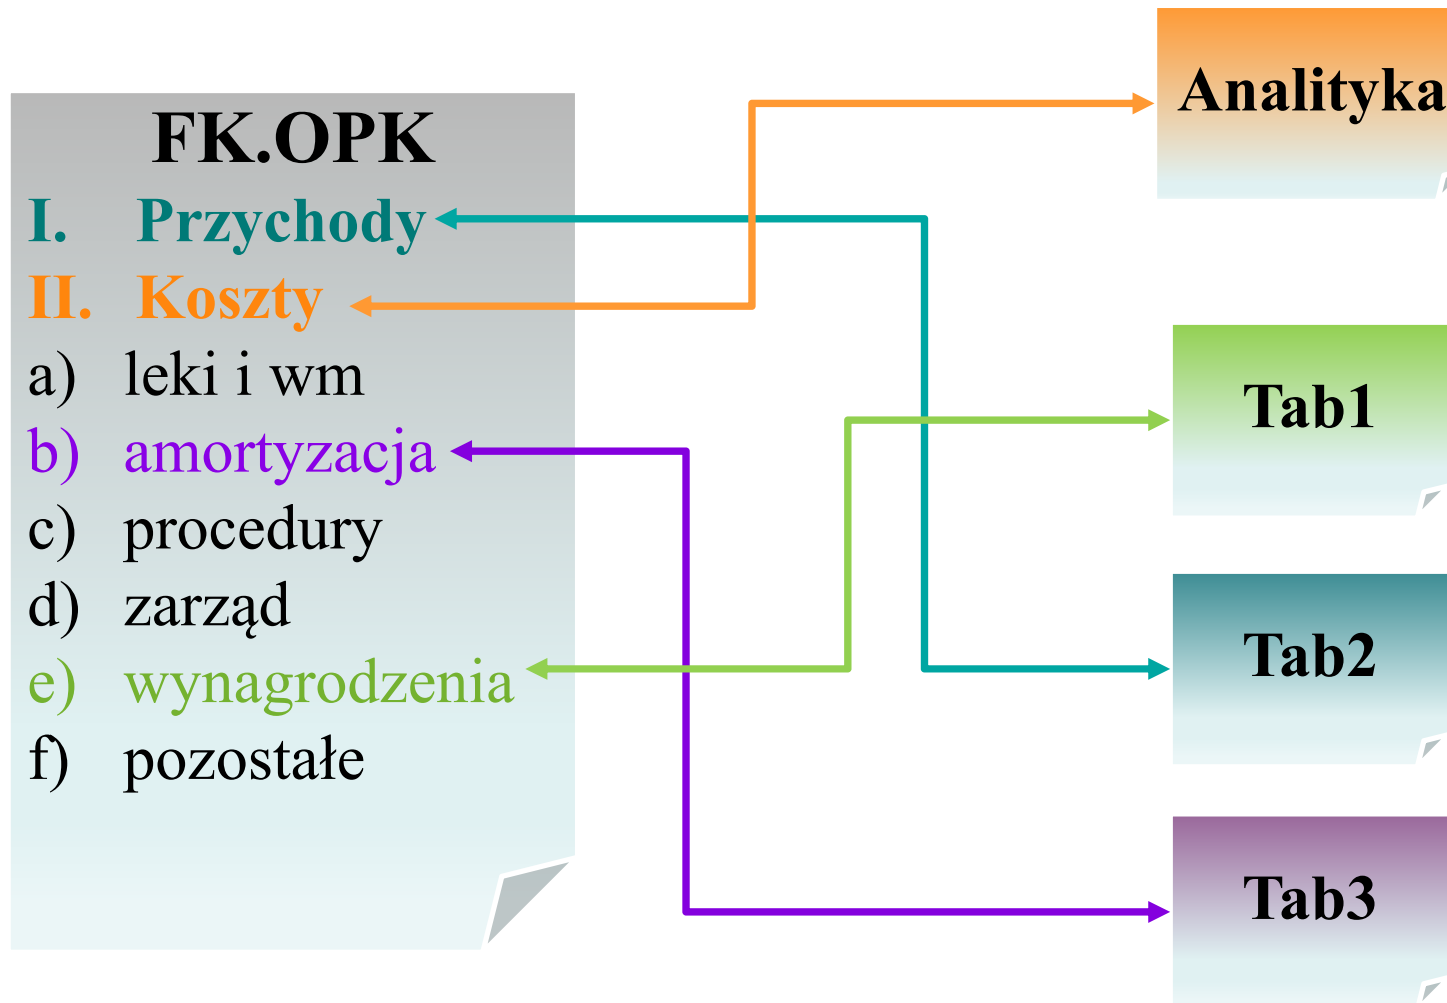 FK.OPK
I. Przychody
II. Koszty
a) leki i wm
b) amortyzacja
c) procedury
d) zarząd
e) wynagrodzenia
f) pozostałe
Analityka
Tab1
Tab2
Tab3